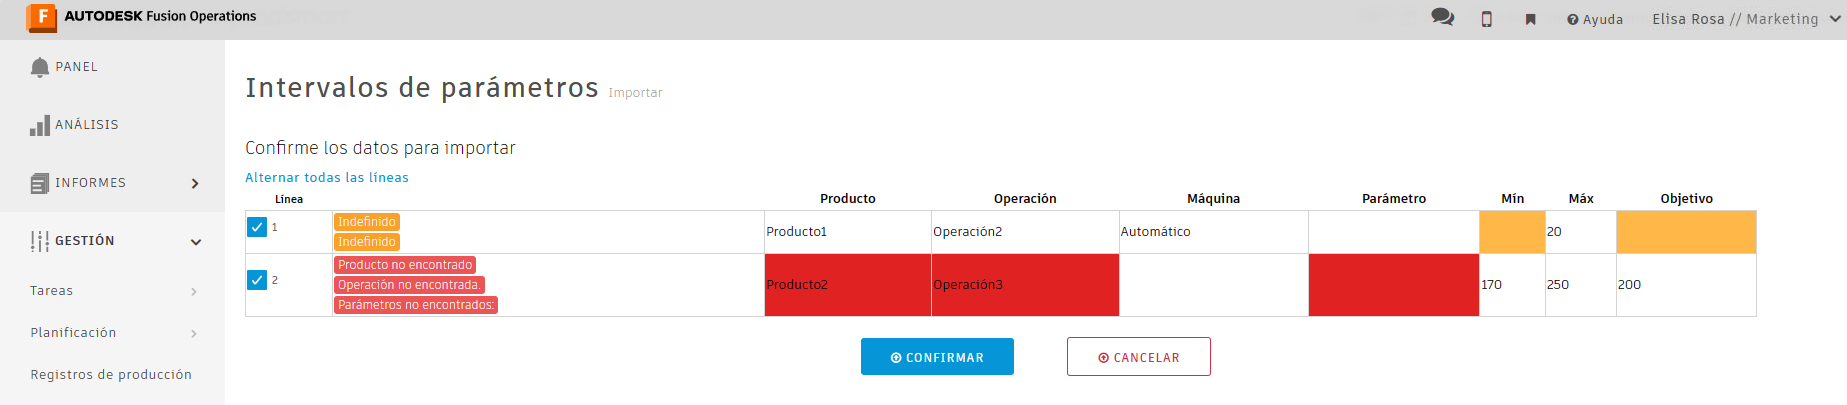 AUTODESK Fusion Operations
Ayuda
Elisa Rosa // Marketing
PANEL
ANÁLISIS
INFORMES
GESTIÓN
Tareas
Planificación
Registros de producción
Intervalos de parámetros Importar
Confirme los datos para importar
Alternar todas las líneas
Línea Producto Operación Máquina Parámetro Mín Máx Objetivo
1 Indefinido
Indefinido
Producto1 Operación2 Automático 20
2 Producto no encontrado
Operación no encontrada.
Parámetros no encontrados:
Producto2 Operación3 170 250 200
CONFIRMAR CANCELAR